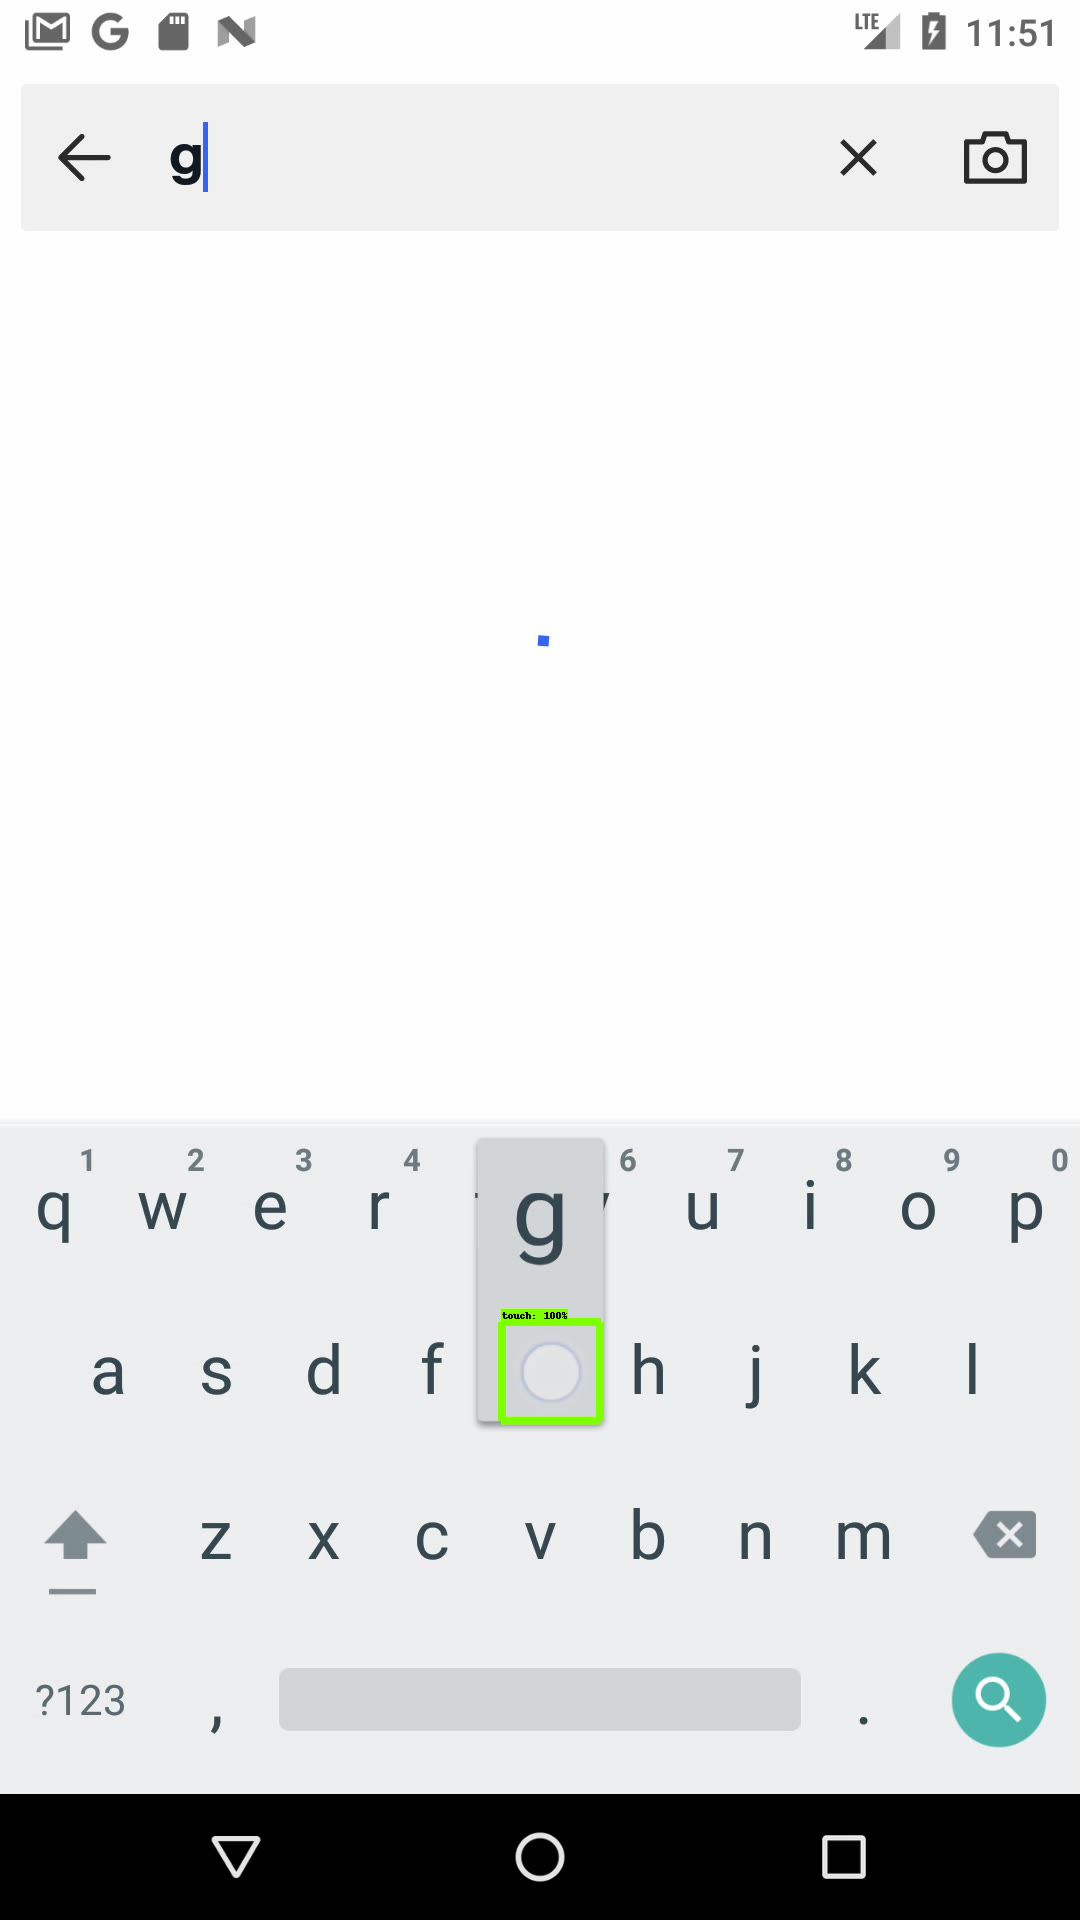 LTE 11:51
g
1 2 3 4 6 7 8 9 0
q w e r g u i o p
touch: 100%
a s d f h j k l
z x c v b n m
?123 , .